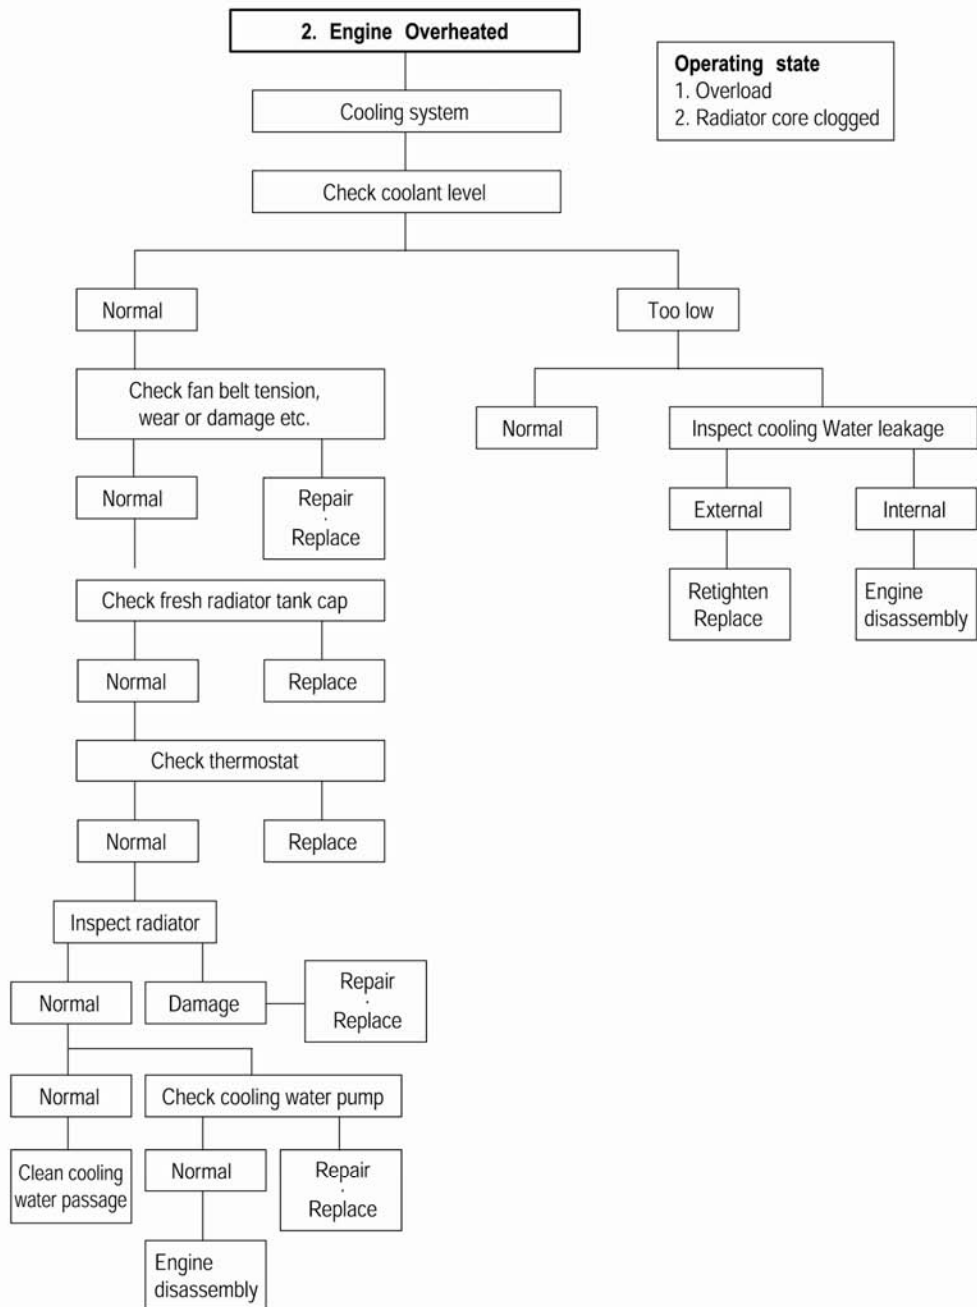 2. Engine Overheated
Operating state
1. Overload
2. Radiator core clogged
Cooling system
Check coolant level
Normal
Too low
Check fan belt tension,
wear or damage etc.
Normal
Inspect cooling Water leakage
Normal
Repair
·
Replace
External
Internal
Retighten
Replace
Engine
disassembly
Check fresh radiator tank cap
Normal
Replace
Check thermostat
Normal
Replace
Inspect radiator
Normal
Damage
Repair
·
Replace
Normal
Check cooling water pump
Clean cooling
water passage
Normal
Repair
·
Replace
Engine
disassembly